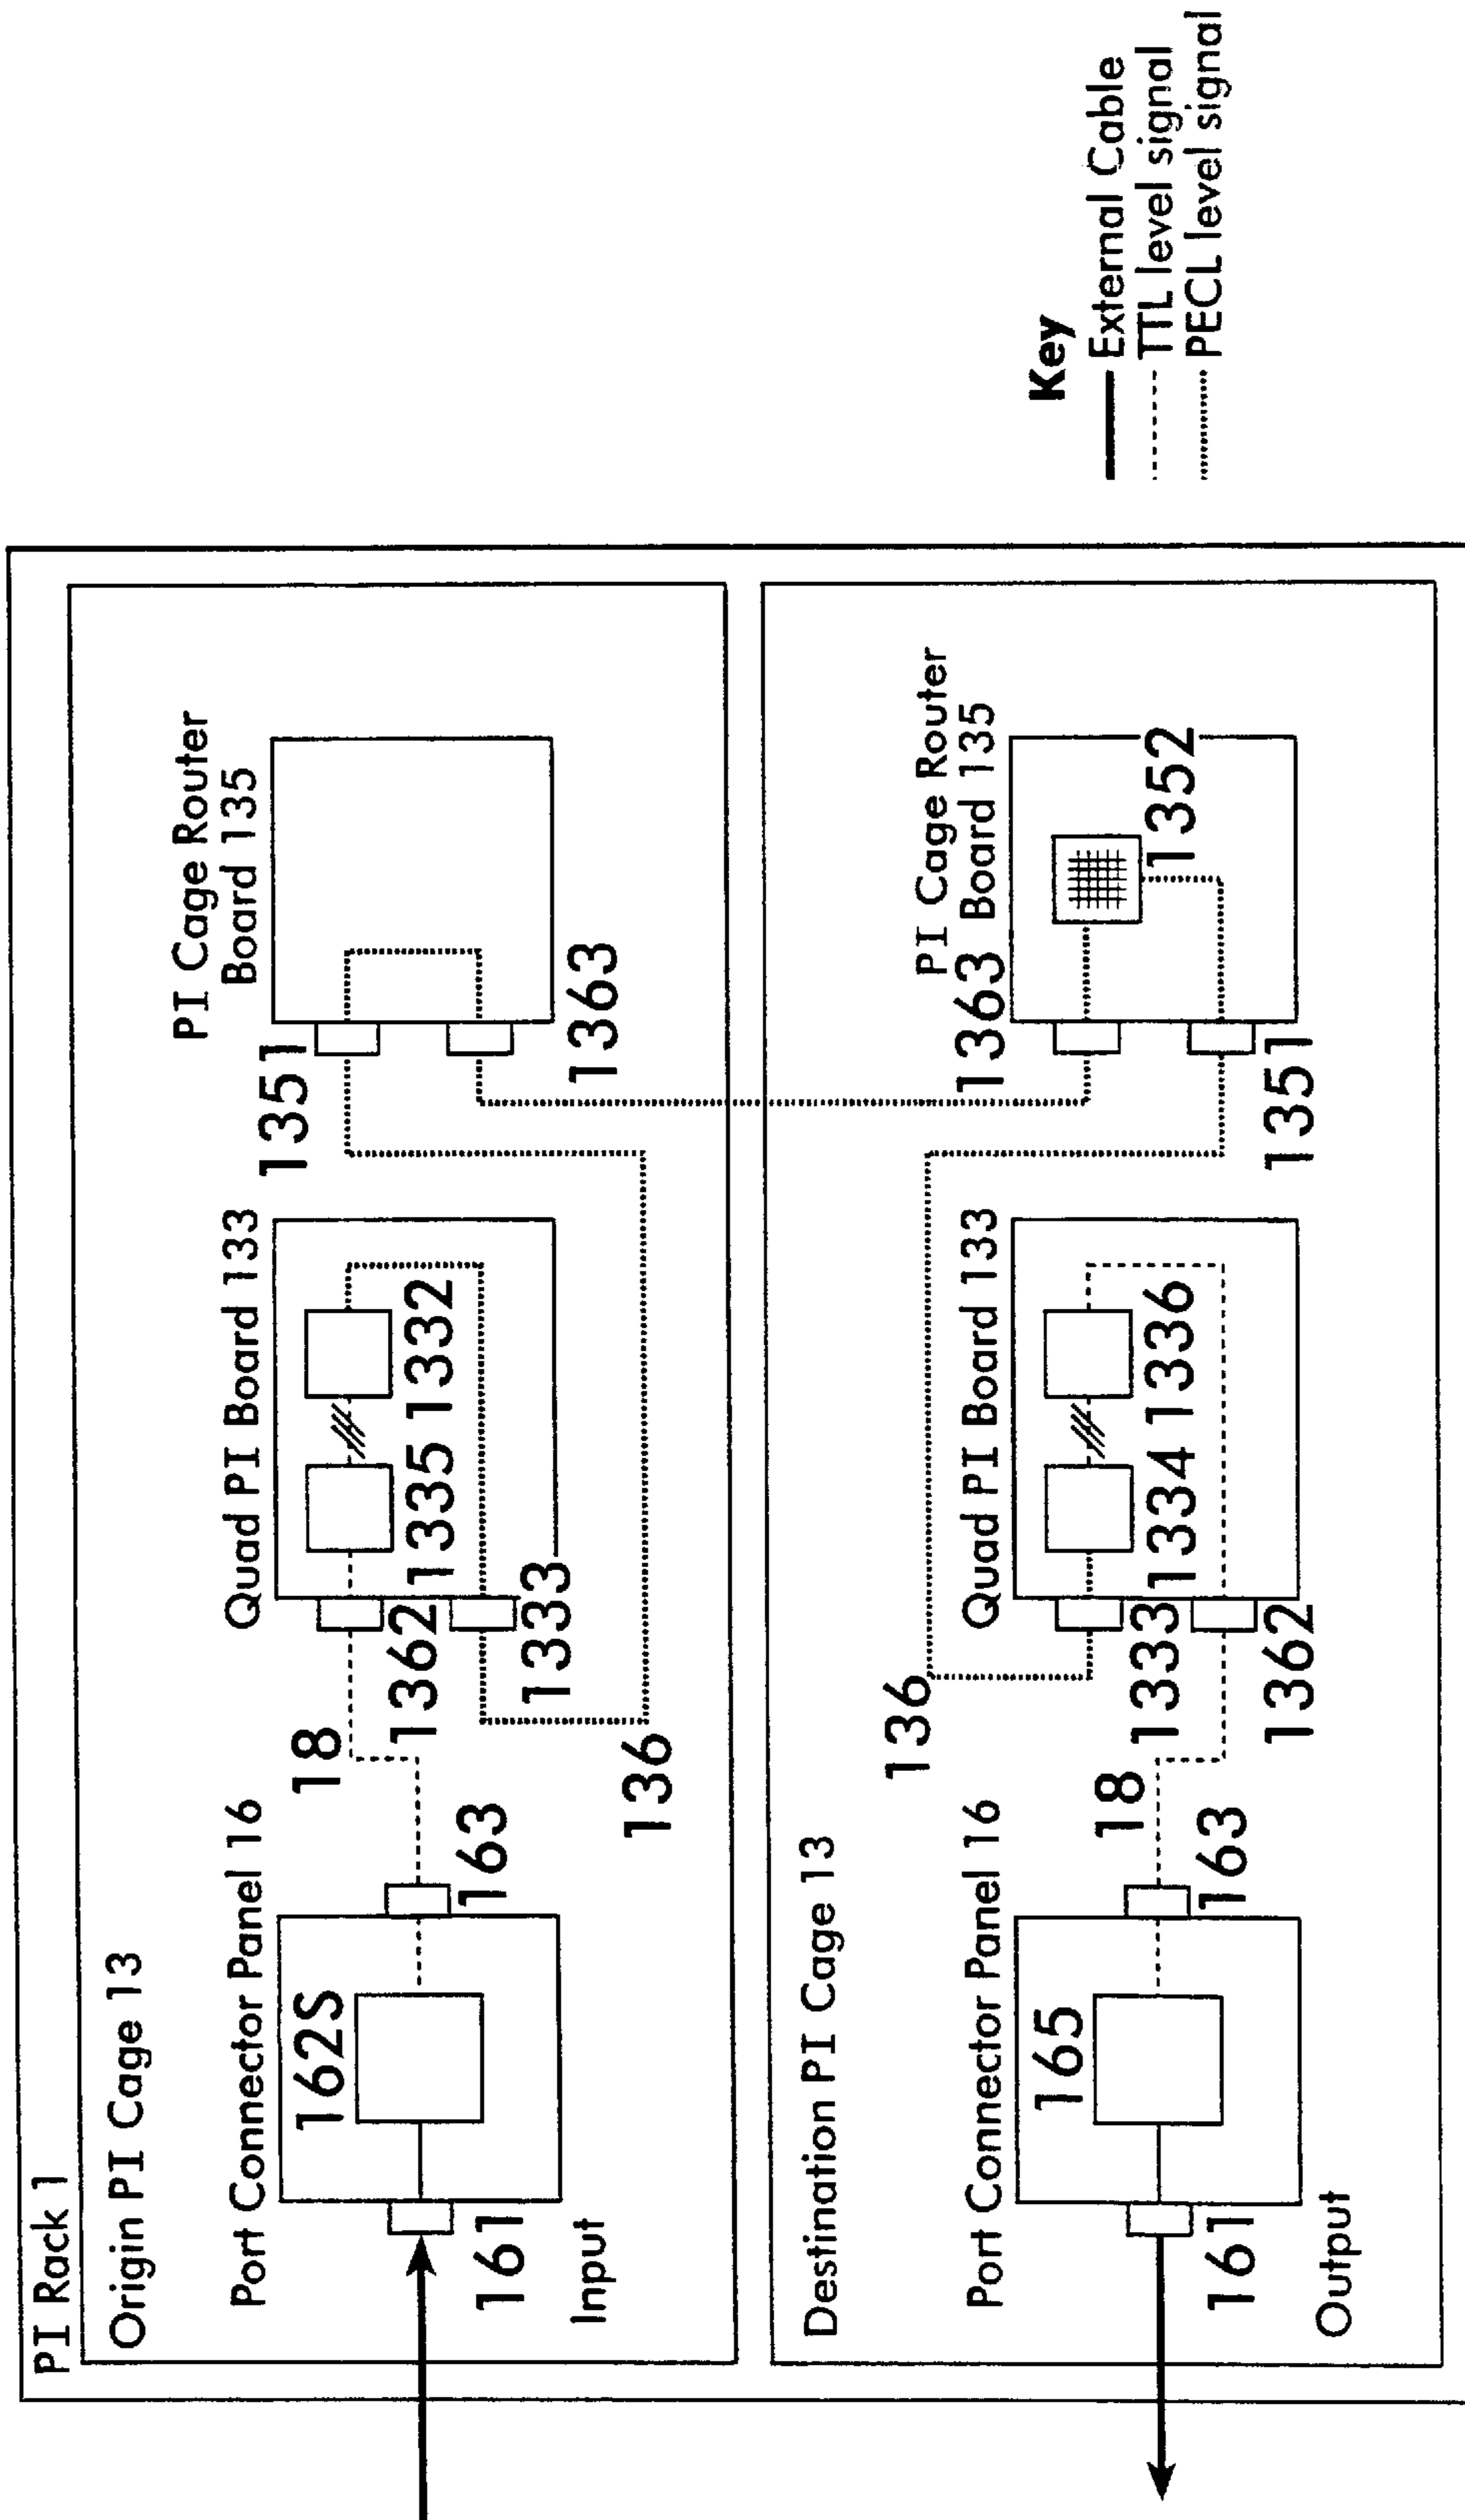 PI Rack 1
Origin PI Cage 13
Port Connector Panel 16
162S
161
Input
163
18
Quad PI Board 133
1362
1335
1332
1333
136
PI Cage Router
Board 135
1351
1363
Destination PI Cage 13
Port Connector Panel 16
165
161
Output
163
18
136
Quad PI Board 133
1334
1336
1333
1362
PI Cage Router
Board 135
1363
1352
1351
Key
External Cable
TTL level signal
PECL level signal